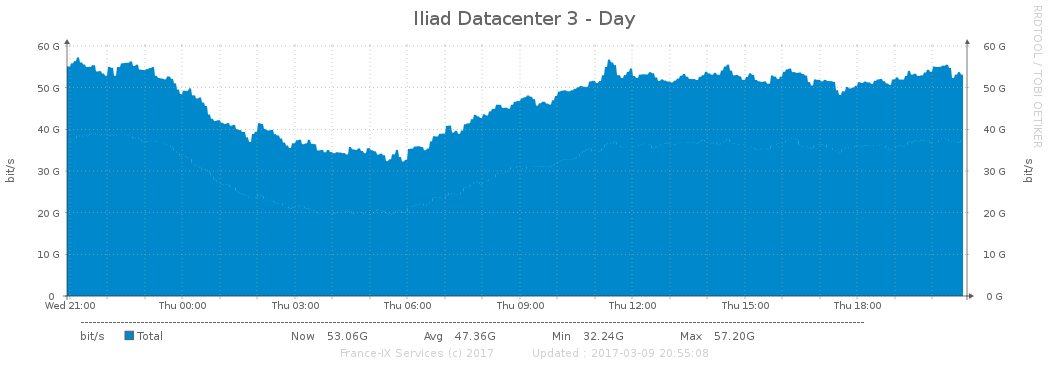 Iliad Datacenter 3 - Day
RRDTOOL / TOBI OETIKER
60 G 60 G
50 G 50 G
40 G 40 G
30 G 30 G
20 G 20 G
10 G 10 G
0 0 G
bit/s bit/s
Wed 21:00 Thu 00:00 Thu 03:00 Thu 06:00 Thu 09:00 Thu 12:00 Thu 15:00 Thu 18:00
bit/s Total Now 53.06G Avg 47.36G Min 32.24G Max 57.20G
France-IX Services (c) 2017 Updated : 2017-03-09 20:55:08